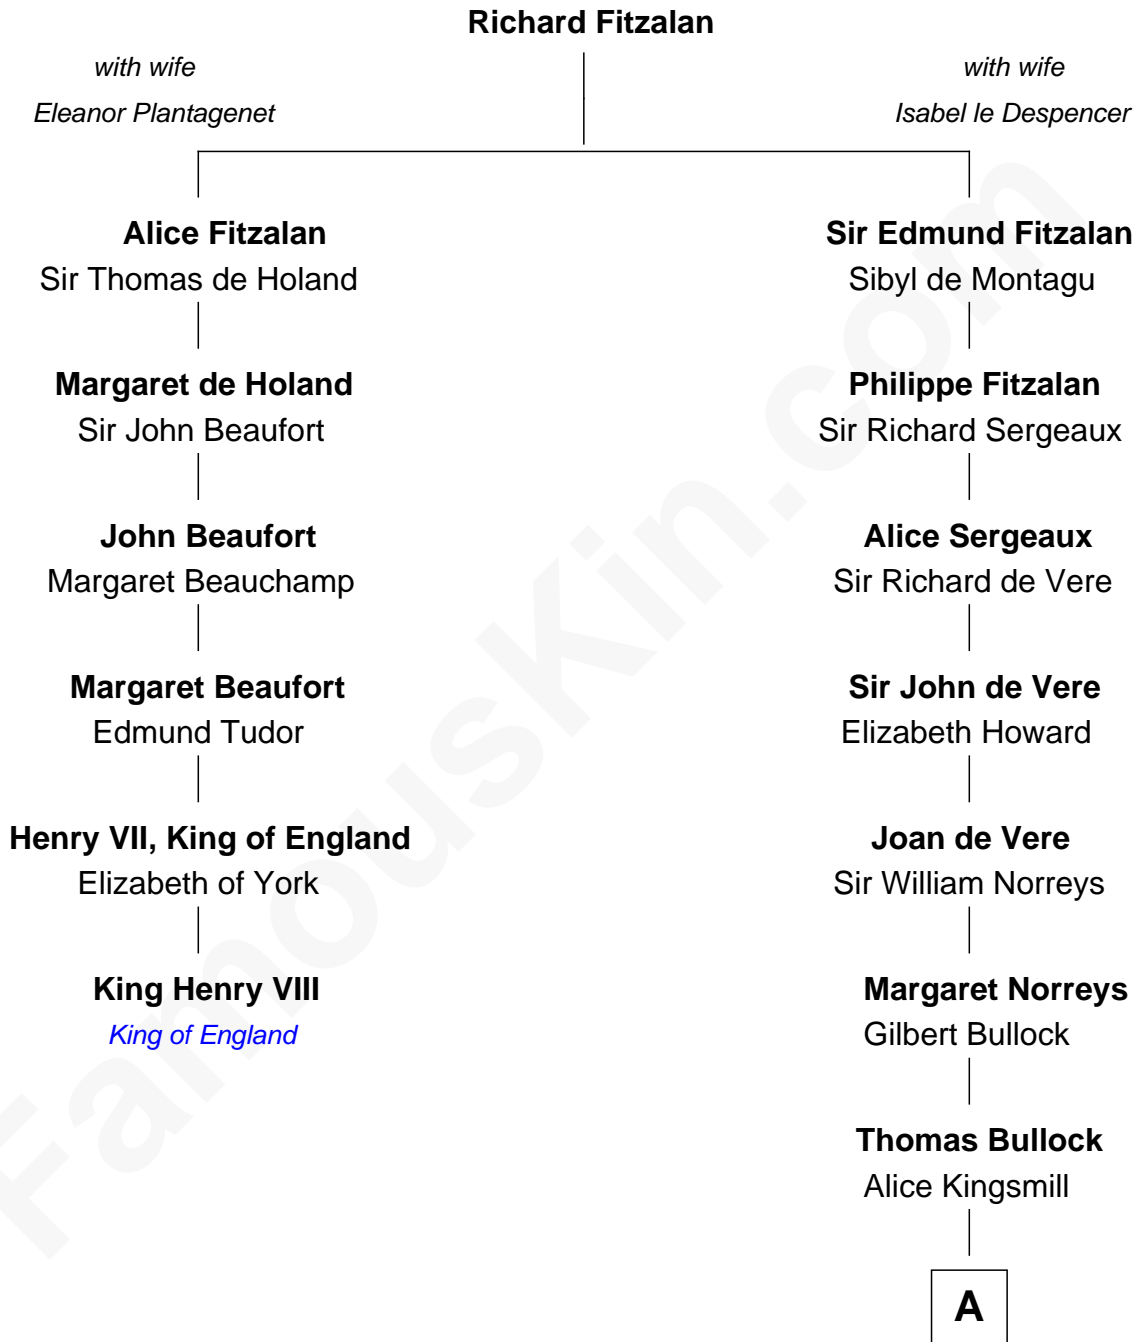 Richard Fitzalan
with wife
Eleanor Plantagenet
with wife
Isabel le Despencer
Alice Fitzalan
Sir Thomas de Holand
Sir Edmund Fitzalan
Sibyl de Montagu
Margaret de Holand
Sir John Beaufort
Philippe Fitzalan
Sir Richard Sergeaux
John Beaufort
Margaret Beauchamp
Alice Sergeaux
Sir Richard de Vere
Margaret Beaufort
Edmund Tudor
Sir John de Vere
Elizabeth Howard
Henry VII, King of England
Elizabeth of York
Joan de Vere
Sir William Norreys
King Henry VIII
King of England
Margaret Norreys
Gilbert Bullock
Thomas Bullock
Alice Kingsmill
A
FamousKin.com